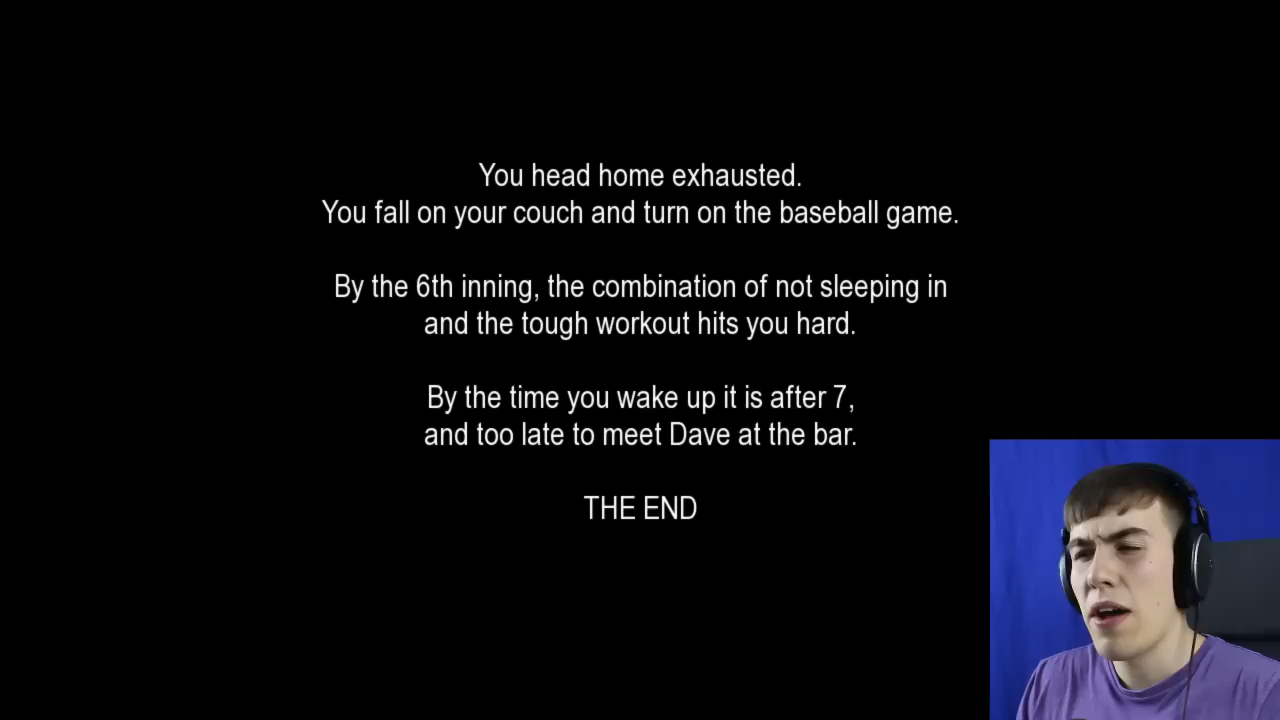 You head home exhausted.
You fall on your couch and turn on the baseball game.
By the 6th inning, the combination of not sleeping in
and the tough workout hits you hard.
By the time you wake up it is after 7,
and too late to meet Dave at the bar.
THE END